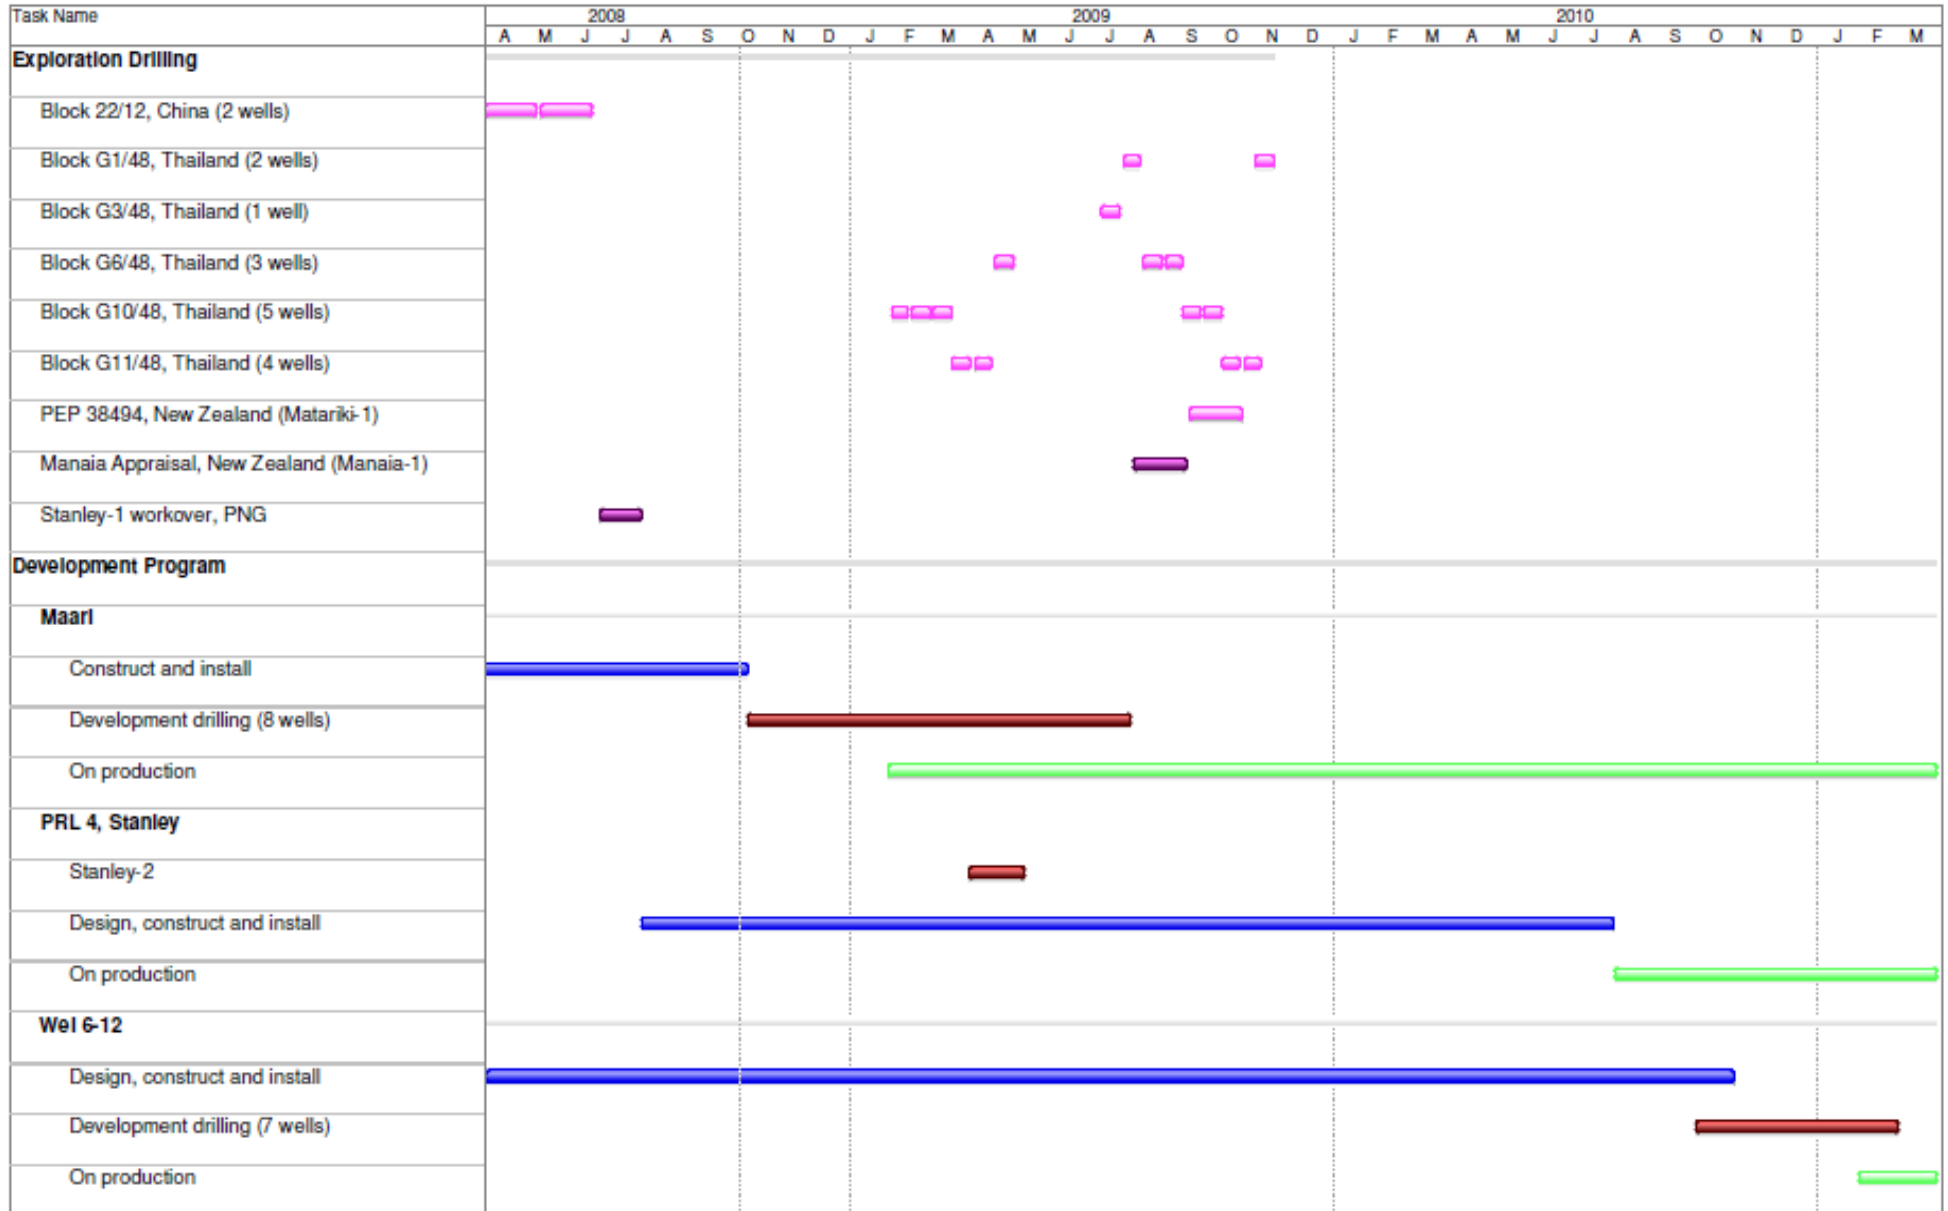 Task Name 2008 2009 2010
A M J J A S O N D J F M A M J J A S O N D J F M A M J J A S O N D J F M
Exploration Drilling
Block 22/12, China (2 wells)
Block G1/48, Thailand (2 wells)
Block G3/48, Thailand (1 well)
Block G6/48, Thailand (3 wells)
Block G10/48, Thailand (5 wells)
Block G11/48, Thailand (4 wells)
PEP 38494, New Zealand (Matariki-1)
Manaia Appraisal, New Zealand (Manaia-1)
Stanley-1 workover, PNG
Development Program
Maari
Construct and install
Development drilling (8 wells)
On production
PRL 4, Stanley
Stanley-2
Design, construct and install
On production
Wei 6-12
Design, construct and install
Development drilling (7 wells)
On production